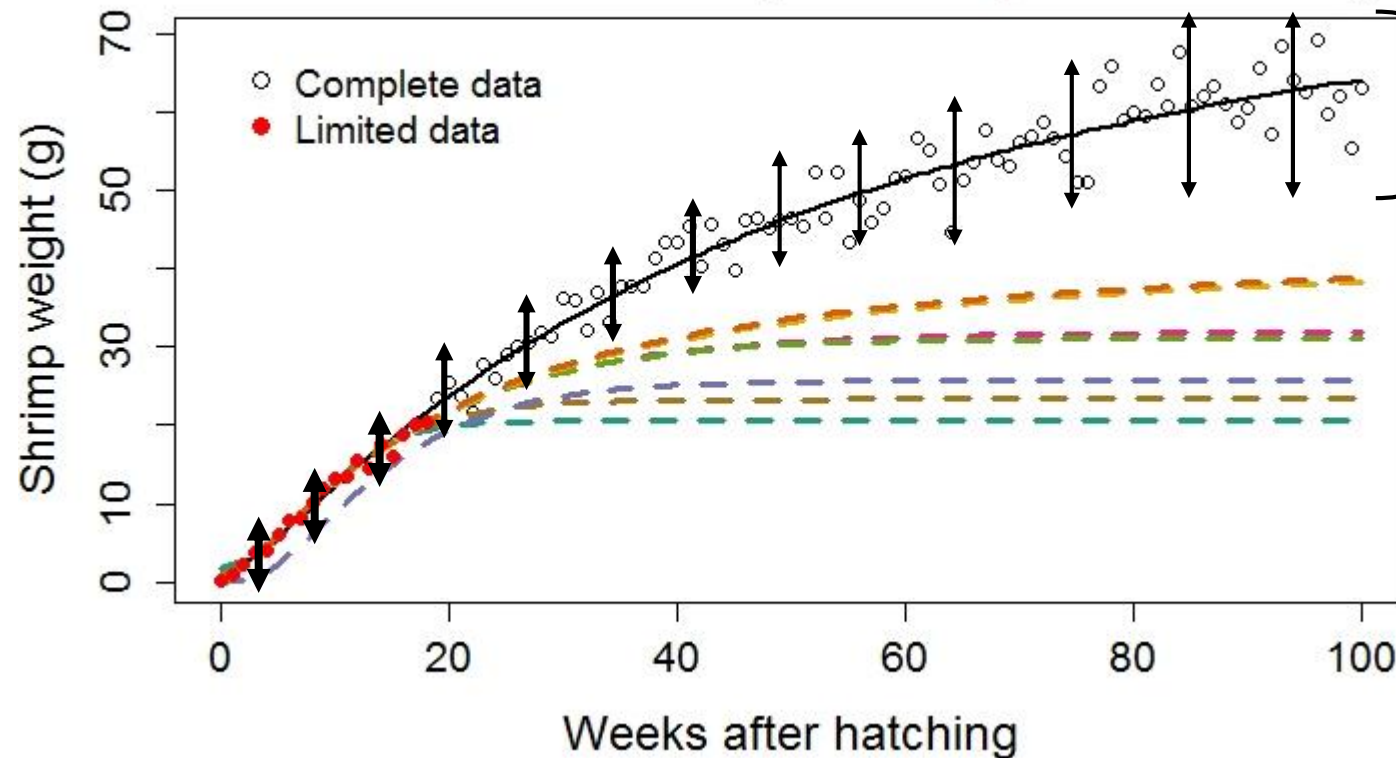 Complete data
Limited data
Shrimp weight (g)
70
50
30
10
0
0 20 40 60 80 100
Weeks after hatching